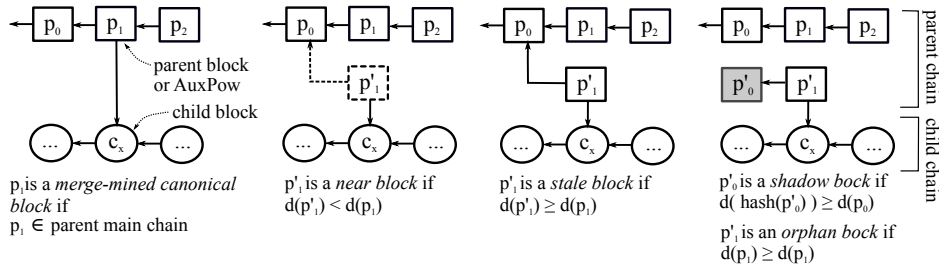 p₀ p₁ p₂
parent block
or AuxPow
child block
... cₓ ...
p₁ is a merge-mined canonical
block if
p₁ ∈ parent main chain
p₀ p₁ p₂
p'₁
... cₓ ...
p'₁ is a near block if
d(p'₁) < d(p₁)
p₀ p₁ p₂
p'₁
... cₓ ...
p'₁ is a stale block if
d(p'₁) ≥ d(p₁)
p₀ p₁ p₂
p'₀ p'₁
... cₓ ...
p'₀ is a shadow bock if
d( hash(p'₀) ) ≥ d(p₀)
p'₁ is an orphan bock if
d(p₁) ≥ d(p₁)
parent chain
child chain